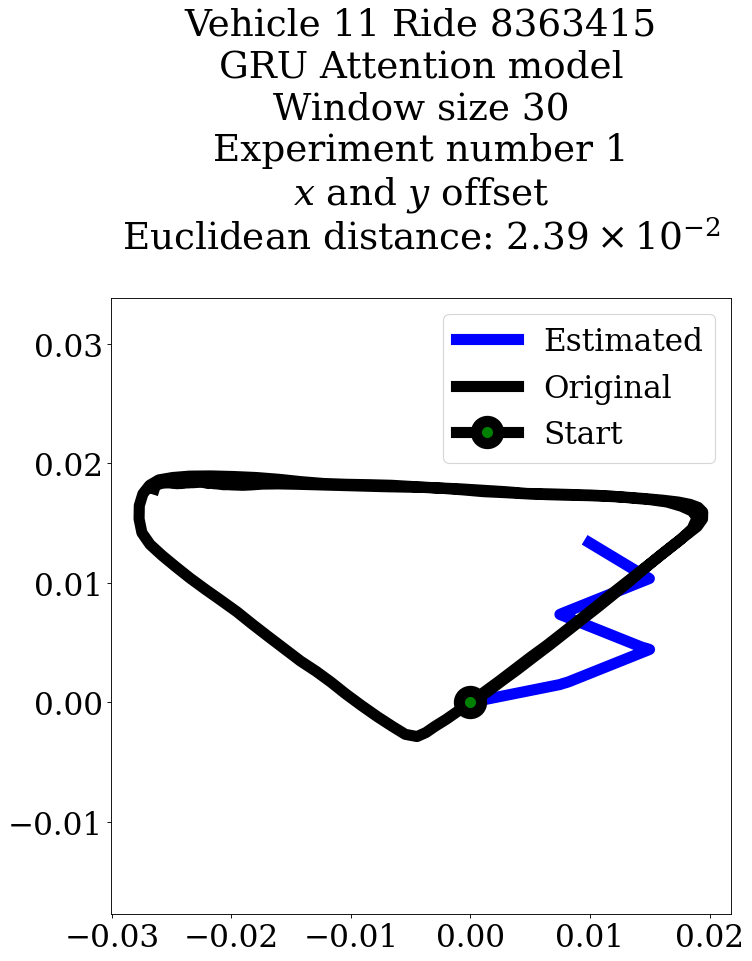 Vehicle 11 Ride 8363415
GRU Attention model
Window size 30
Experiment number 1
x and y offset
Euclidean distance: 2.39 × 10⁻²
Estimated
Original
Start
0.03
0.02
0.01
0.00
−0.01
−0.03 −0.02 −0.01 0.00 0.01 0.02